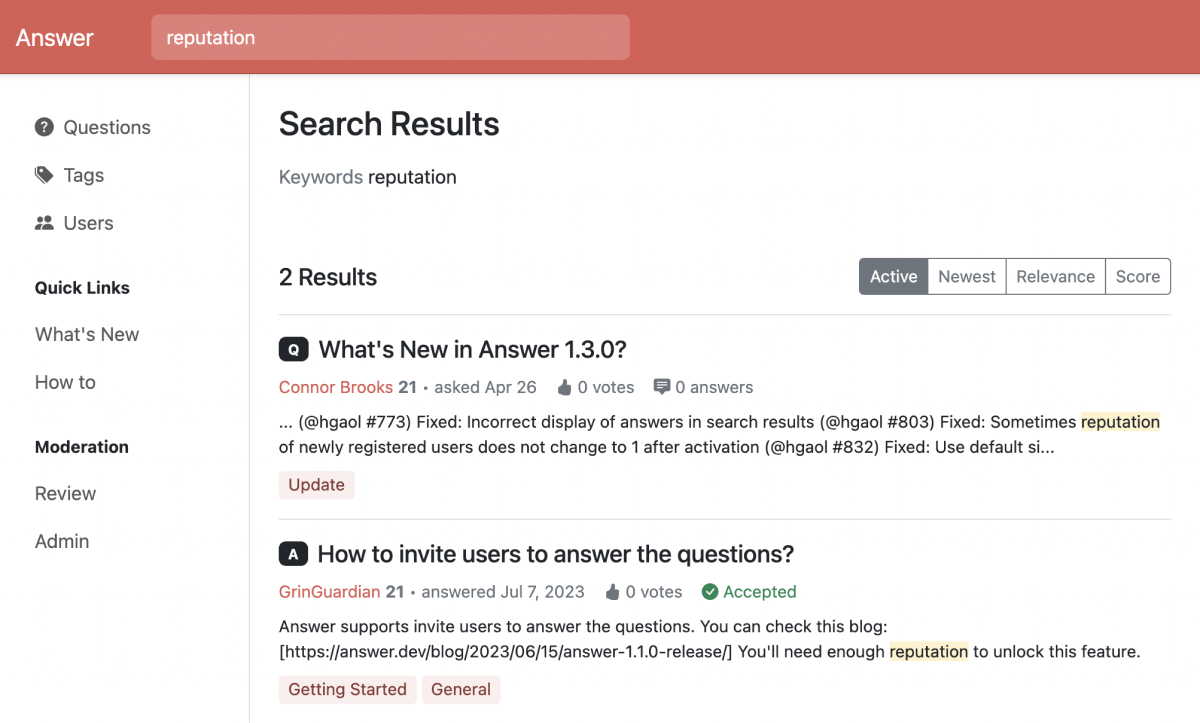 Answer
reputation
Questions
Tags
Users
Quick Links
What's New
How to
Moderation
Review
Admin
Search Results
Keywords reputation
2 Results
Active Newest Relevance Score
Q What's New in Answer 1.3.0?
Connor Brooks 21 • asked Apr 26 0 votes 0 answers
... (@hgaol #773) Fixed: Incorrect display of answers in search results (@hgaol #803) Fixed: Sometimes reputation
of newly registered users does not change to 1 after activation (@hgaol #832) Fixed: Use default si...
Update
A How to invite users to answer the questions?
GrinGuardian 21 • answered Jul 7, 2023 0 votes Accepted
Answer supports invite users to answer the questions. You can check this blog:
[https://answer.dev/blog/2023/06/15/answer-1.1.0-release/] You'll need enough reputation to unlock this feature.
Getting Started General